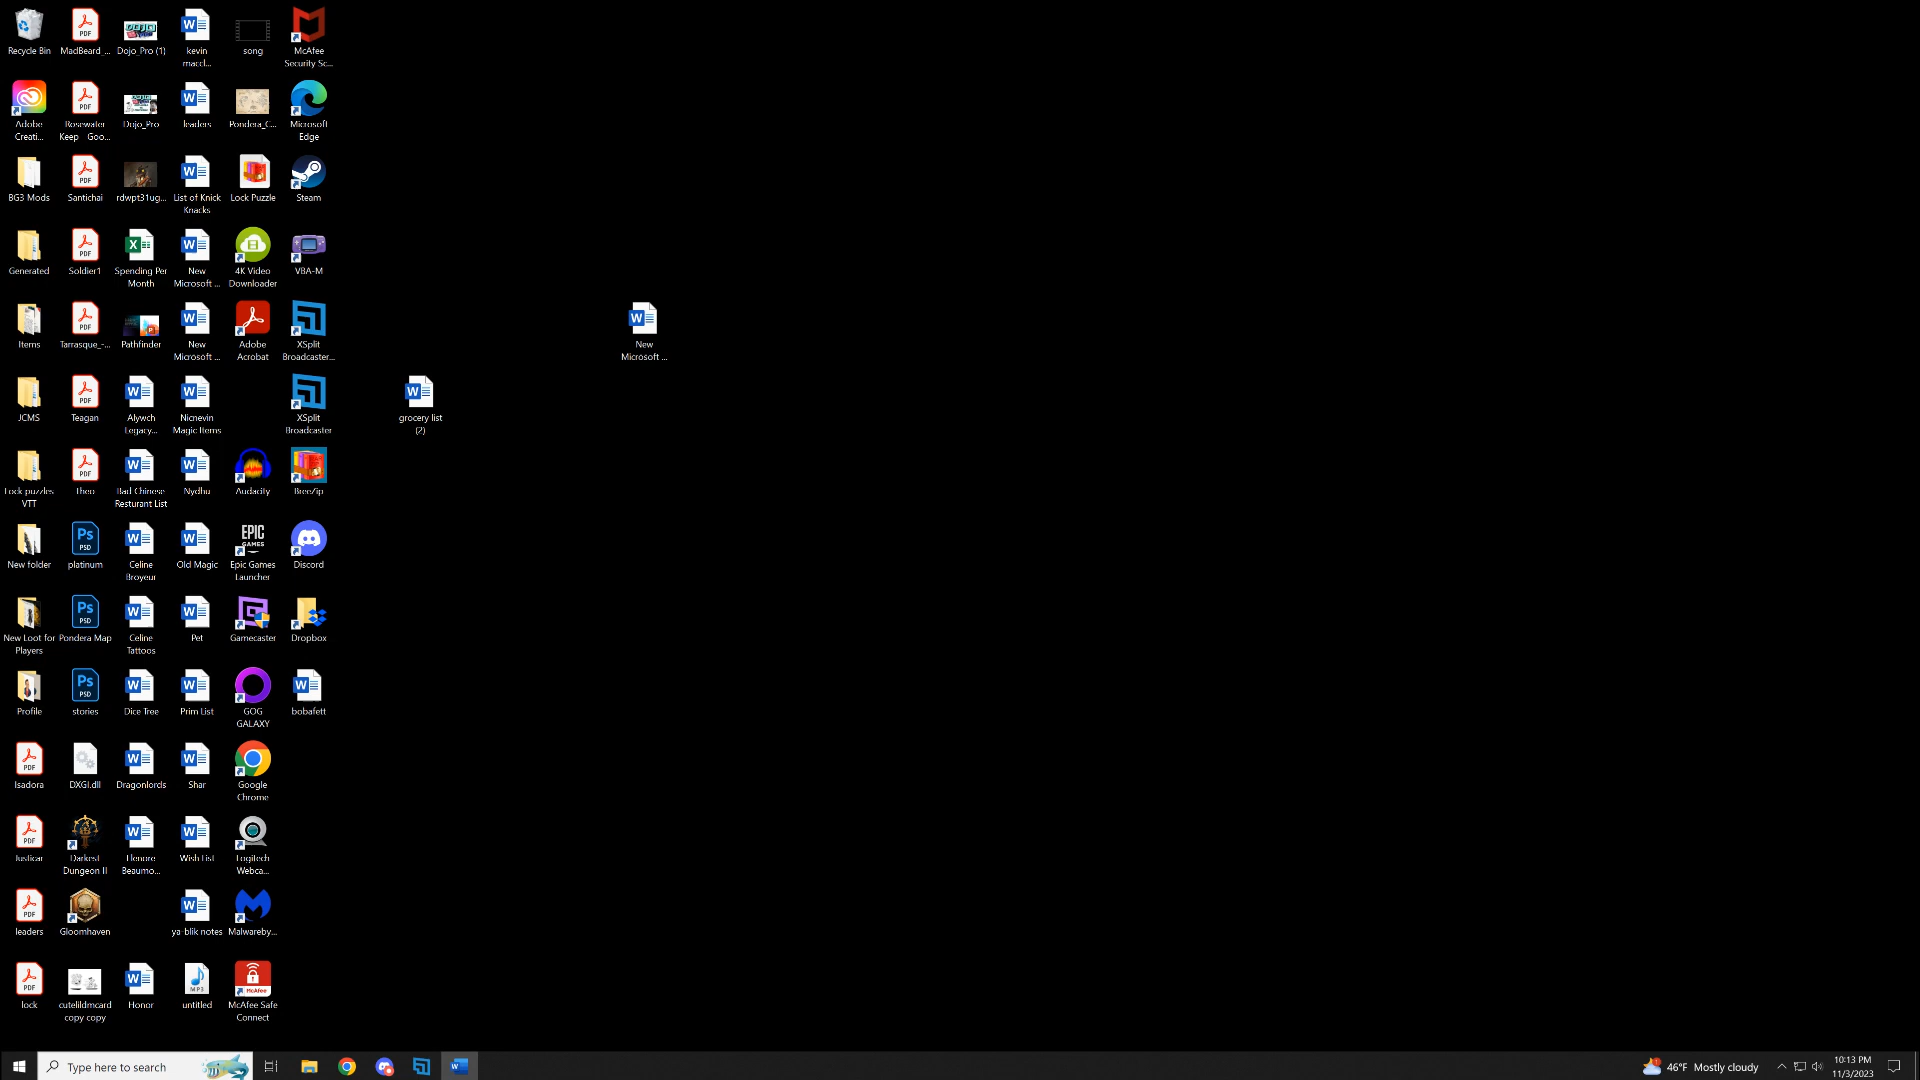 Recycle Bin
MadBeard_...
Dojo_Pro (1)
kevin
maccl...
song
McAfee
Security Sc...
Adobe
Creati...
Rosewater
Keep Goo...
Dojo_Pro
leaders
Pondera_C...
Microsoft
Edge
BG3 Mods
Santichai
rdwpt31ug...
List of Knick
Knacks
Lock Puzzle
Steam
Generated
Soldier1
Spending Per
Month
New
Microsoft ...
4K Video
Downloader
VBA-M
Items
Tarrasque_-...
Pathfinder
New
Microsoft ...
Adobe
Acrobat
XSplit
Broadcaster...
New
Microsoft ...
JCMS
Teagan
Alywch
Legacy...
Nicnevin
Magic Items
XSplit
Broadcaster
grocery list
(2)
Lock puzzles
VTT
Theo
Bad Chinese
Resturant List
Nydhu
Audacity
BreeZip
New folder
platinum
Celine
Broyeur
Old Magic
EPIC
GAMES
Epic Games
Launcher
Discord
New Loot for
Players
Pondera Map
Celine
Tattoos
Pet
Gamecaster
Dropbox
Profile
stories
Dice Tree
Prim List
GOG
GALAXY
bobafett
Isadora
DXGI.dll
Dragonlords
Shar
Google
Chrome
Justicar
Darkest
Dungeon II
Elenore
Beaumo...
Wish List
Logitech
Webca...
leaders
Gloomhaven
ya-blik notes
Malwareby...
lock
cutelildmcard
copy copy
Honor
untitled
McAfee Safe
Connect
Type here to search
46°F Mostly cloudy
10:13 PM
11/3/2023